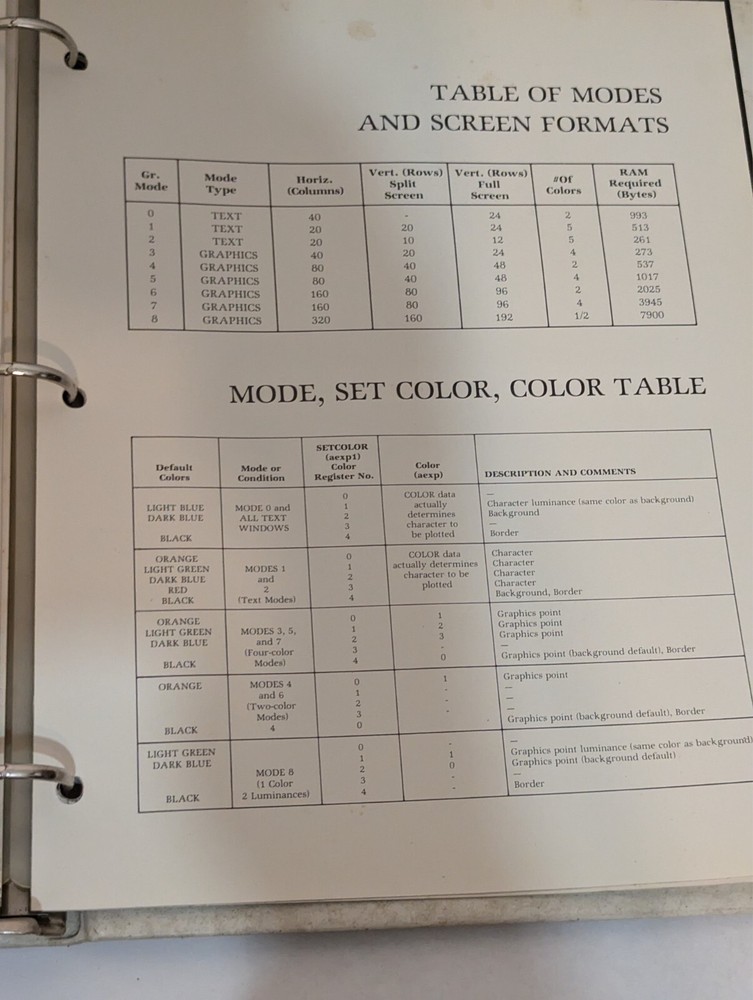 TABLE OF MODES
AND SCREEN FORMATS
Gr. Mode | Mode Type | Horiz. (Columns) | Vert. (Rows) Split Screen | Vert. (Rows) Full Screen | #Of Colors | RAM Required (Bytes)
0 TEXT 40 - 24 2 993
1 TEXT 20 20 24 5 513
2 TEXT 20 10 12 5 261
3 GRAPHICS 40 20 24 4 273
4 GRAPHICS 80 40 48 2 537
5 GRAPHICS 80 40 48 4 1017
6 GRAPHICS 160 80 96 2 2025
7 GRAPHICS 160 80 96 4 3945
8 GRAPHICS 320 160 192 1/2 7900
MODE, SET COLOR, COLOR TABLE
Default Colors | Mode or Condition | SETCOLOR (aexp1) Color Register No. | Color (aexp) | DESCRIPTION AND COMMENTS
0 COLOR data —
LIGHT BLUE MODE 0 and 1 actually Character luminance (same color as background)
DARK BLUE ALL TEXT 2 determines Background
WINDOWS 3 character to —
BLACK 4 be plotted Border
ORANGE 0 COLOR data Character
LIGHT GREEN MODES 1 1 actually determines Character
DARK BLUE and 2 character to be Character
RED 2 3 plotted Character
BLACK (Text Modes) 4 Background, Border
ORANGE 0 1 Graphics point
LIGHT GREEN MODES 3, 5, 1 2 Graphics point
DARK BLUE and 7 2 3 Graphics point
(Four-color 3 - —
BLACK Modes) 4 0 Graphics point (background default), Border
ORANGE MODES 4 0 1 Graphics point
and 6 1 - —
(Two-color 2 - —
Modes) 3 - —
BLACK 4 0 Graphics point (background default), Border
0 - —
LIGHT GREEN 1 1 Graphics point luminance (same color as background)
DARK BLUE MODE 8 2 0 Graphics point (background default)
(1 Color 3 - —
BLACK 2 Luminances) 4 - Border